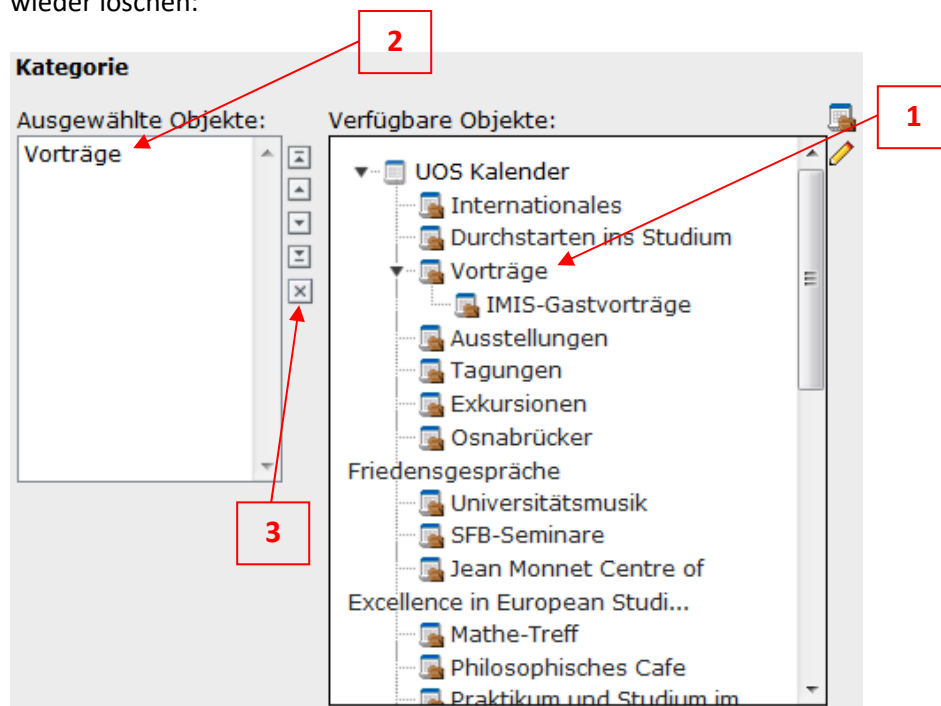 wieder löschen:
2
Kategorie
1
Ausgewählte Objekte:
Verfügbare Objekte:
Vorträge
UOS Kalender
Internationales
Durchstarten ins Studium
Vorträge
IMIS-Gastvorträge
Ausstellungen
Tagungen
Exkursionen
Osnabrücker
Friedensgespräche
Universitätsmusik
3
SFB-Seminare
Jean Monnet Centre of
Excellence in European Studi...
Mathe-Treff
Philosophisches Cafe
Praktikum und Studium im